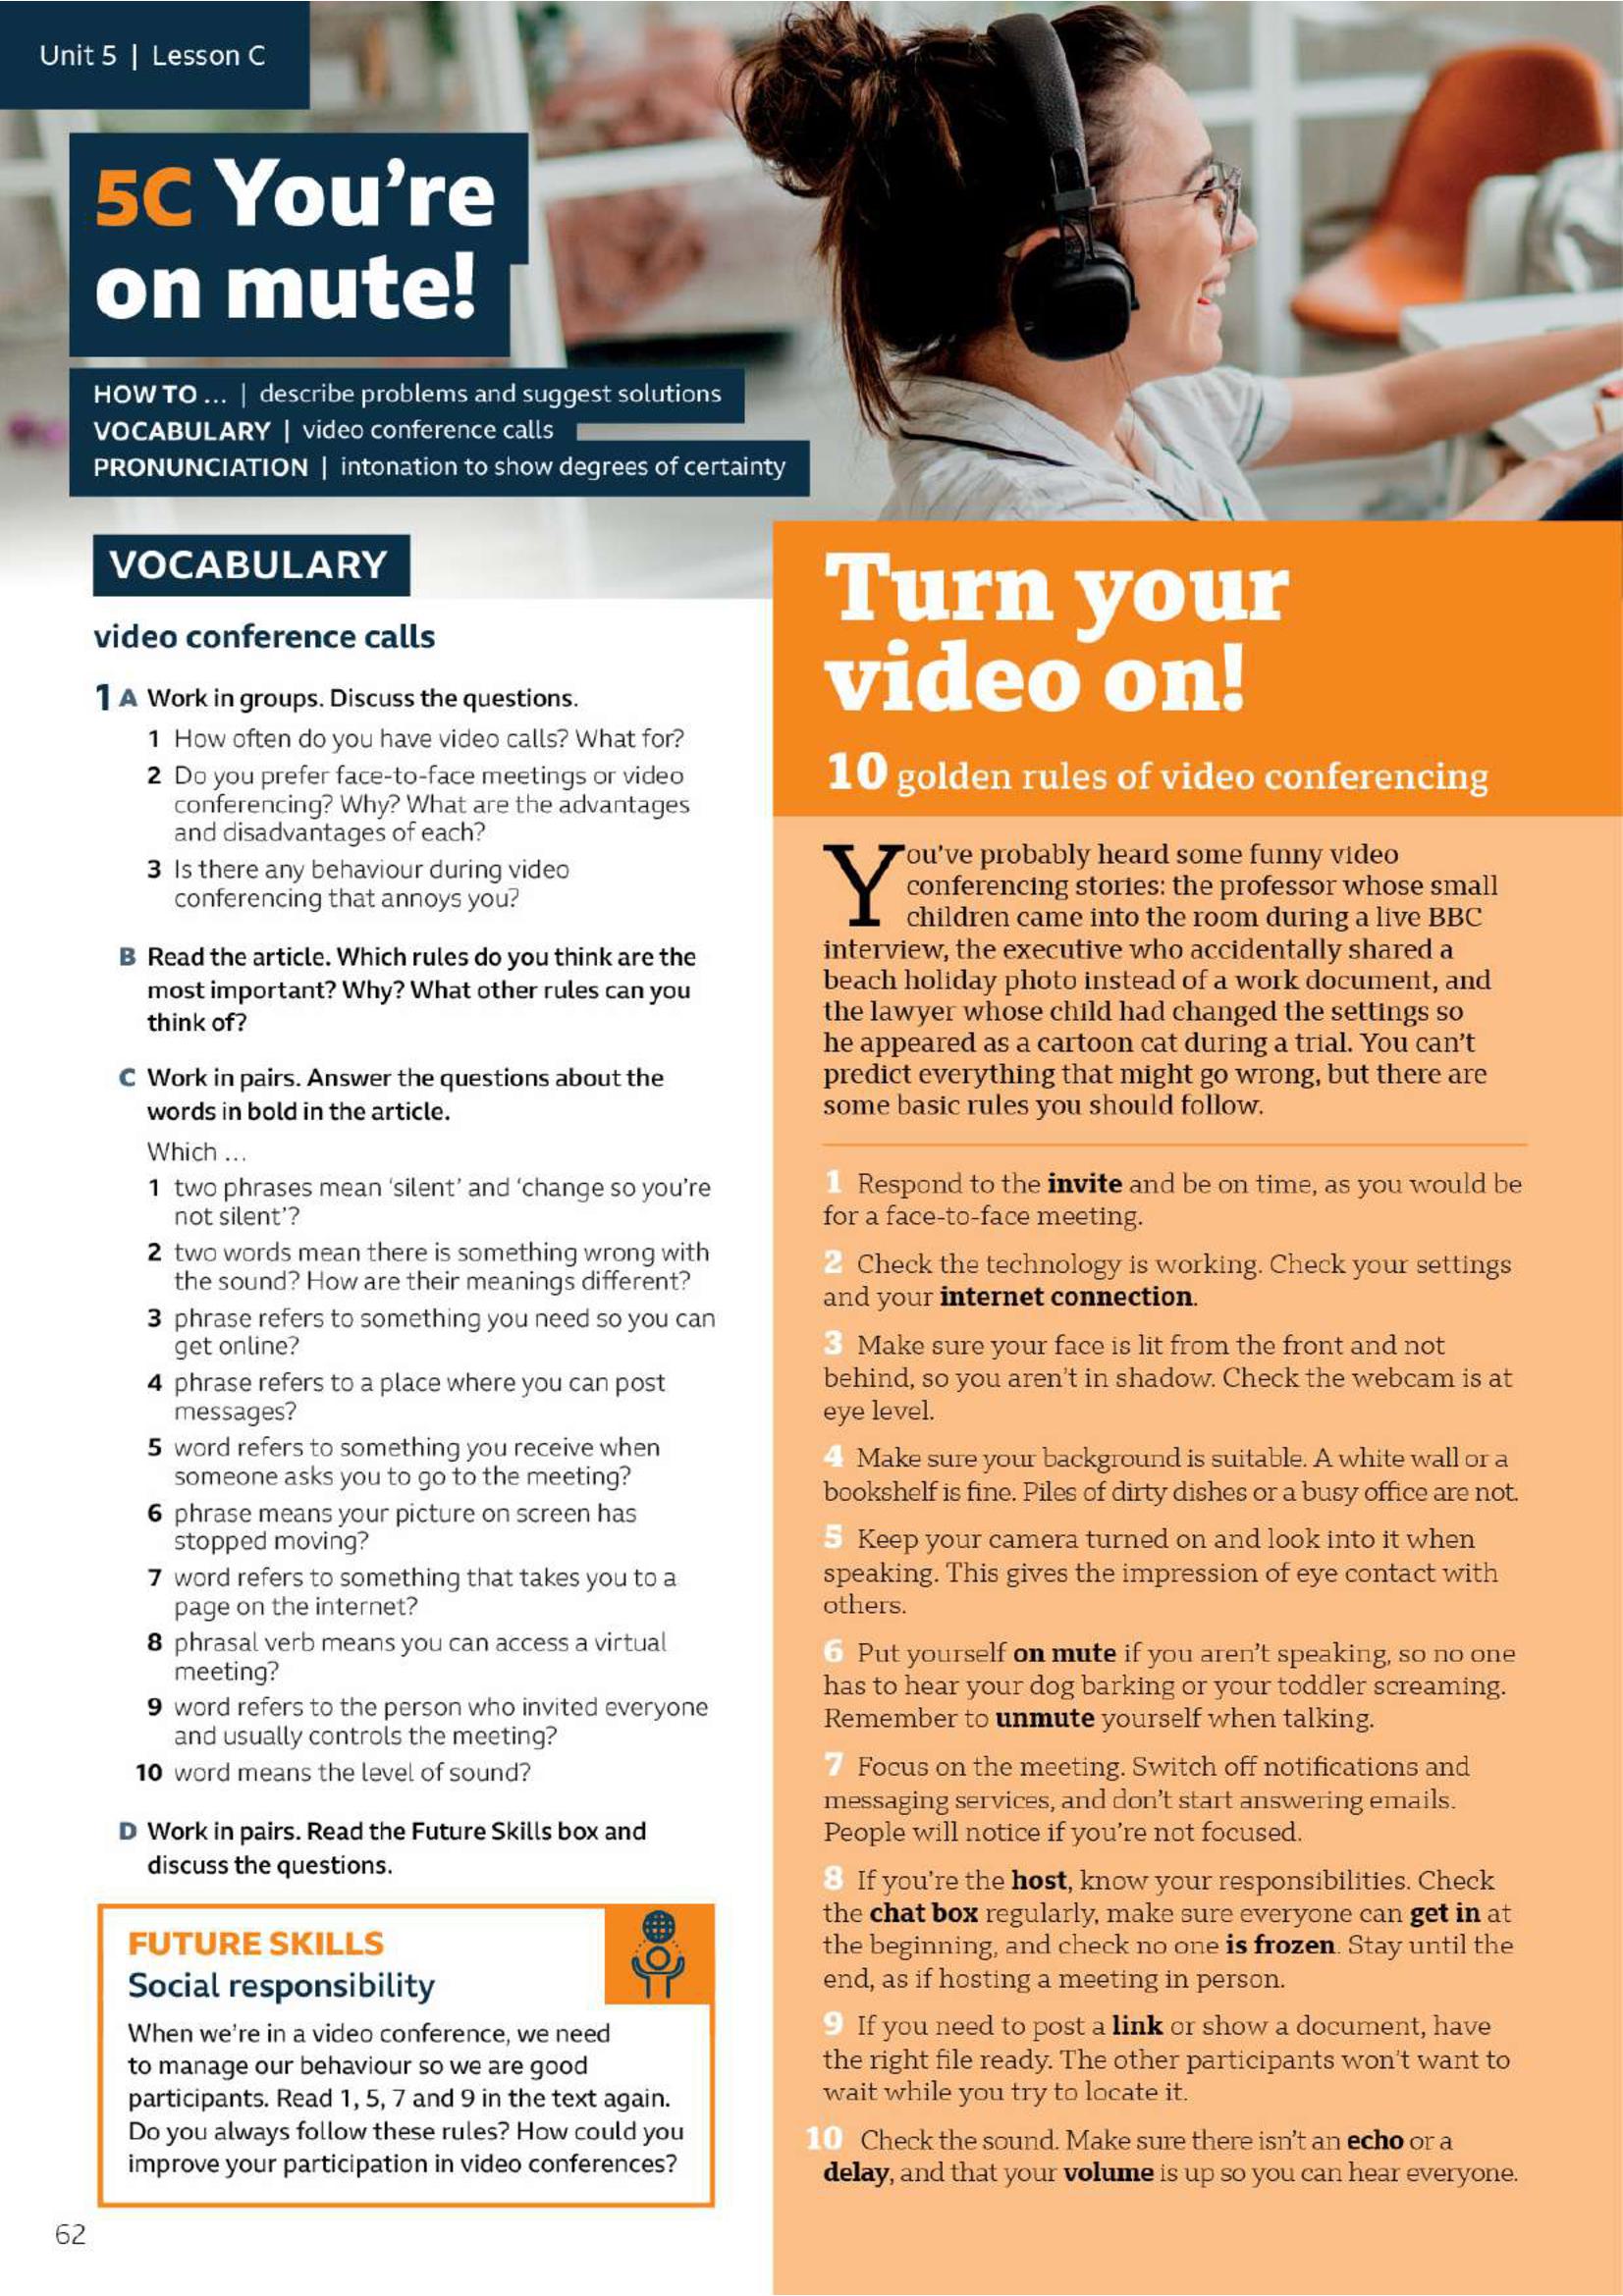 Unit 5 | Lesson C
5C You're
on mute!
HOW TO ... | describe problems and suggest solutions
VOCABULARY | video conference calls
PRONUNCIATION | intonation to show degrees of certainty
VOCABULARY
video conference calls
1 A Work in groups. Discuss the questions.
1 How often do you have video calls? What for?
2 Do you prefer face-to-face meetings or video
conferencing? Why? What are the advantages
and disadvantages of each?
3 Is there any behaviour during video
conferencing that annoys you?
B Read the article. Which rules do you think are the
most important? Why? What other rules can you
think of?
C Work in pairs. Answer the questions about the
words in bold in the article.
Which ...
1 two phrases mean 'silent' and 'change so you're
not silent'?
2 two words mean there is something wrong with
the sound? How are their meanings different?
3 phrase refers to something you need so you can
get online?
4 phrase refers to a place where you can post
messages?
5 word refers to something you receive when
someone asks you to go to the meeting?
6 phrase means your picture on screen has
stopped moving?
7 word refers to something that takes you to a
page on the internet?
8 phrasal verb means you can access a virtual
meeting?
9 word refers to the person who invited everyone
and usually controls the meeting?
10 word means the level of sound?
D Work in pairs. Read the Future Skills box and
discuss the questions.
FUTURE SKILLS
Social responsibility
When we're in a video conference, we need
to manage our behaviour so we are good
participants. Read 1, 5, 7 and 9 in the text again.
Do you always follow these rules? How could you
improve your participation in video conferences?
62
Turn your
video on!
10 golden rules of video conferencing
You've probably heard some funny video
conferencing stories: the professor whose small
children came into the room during a live BBC
interview, the executive who accidentally shared a
beach holiday photo instead of a work document, and
the lawyer whose child had changed the settings so
he appeared as a cartoon cat during a trial. You can't
predict everything that might go wrong, but there are
some basic rules you should follow.
1 Respond to the invite and be on time, as you would be
for a face-to-face meeting.
2 Check the technology is working. Check your settings
and your internet connection.
3 Make sure your face is lit from the front and not
behind, so you aren't in shadow. Check the webcam is at
eye level.
4 Make sure your background is suitable. A white wall or a
bookshelf is fine. Piles of dirty dishes or a busy office are not.
5 Keep your camera turned on and look into it when
speaking. This gives the impression of eye contact with
others.
6 Put yourself on mute if you aren't speaking, so no one
has to hear your dog barking or your toddler screaming.
Remember to unmute yourself when talking.
7 Focus on the meeting. Switch off notifications and
messaging services, and don't start answering emails.
People will notice if you're not focused.
8 If you're the host, know your responsibilities. Check
the chat box regularly, make sure everyone can get in at
the beginning, and check no one is frozen. Stay until the
end, as if hosting a meeting in person.
9 If you need to post a link or show a document, have
the right file ready. The other participants won't want to
wait while you try to locate it.
10 Check the sound. Make sure there isn't an echo or a
delay, and that your volume is up so you can hear everyone.